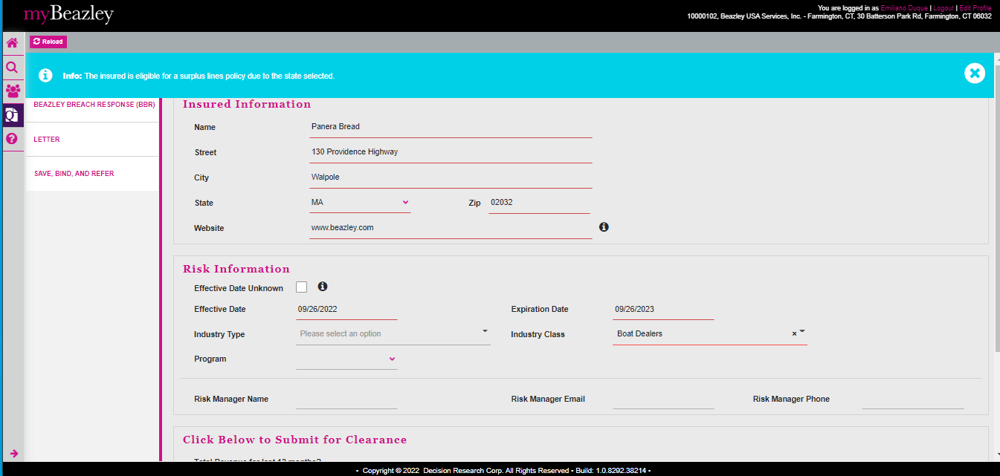 myBeazley
You are logged in as Emiliano Duque | Logout | Edit Profile
10000102, Beazley USA Services, Inc. - Farmington, CT, 30 Batterson Park Rd, Farmington, CT 06032
Reload
Info: The insured is eligible for a surplus lines policy due to the state selected.
BEAZLEY BREACH RESPONSE (BBR)
LETTER
SAVE, BIND, AND REFER
Insured Information
Name Panera Bread
Street 130 Providence Highway
City Walpole
State MA Zip 02032
Website www.beazley.com
Risk Information
Effective Date Unknown
Effective Date 09/26/2022 Expiration Date 09/26/2023
Industry Type Please select an option Industry Class Boat Dealers ×
Program
Risk Manager Name Risk Manager Email Risk Manager Phone
Click Below to Submit for Clearance
Total Revenue for last 12 months?
• Copyright © 2022 Decision Research Corp. All Rights Reserved • Build: 1.0.8292.38214 •